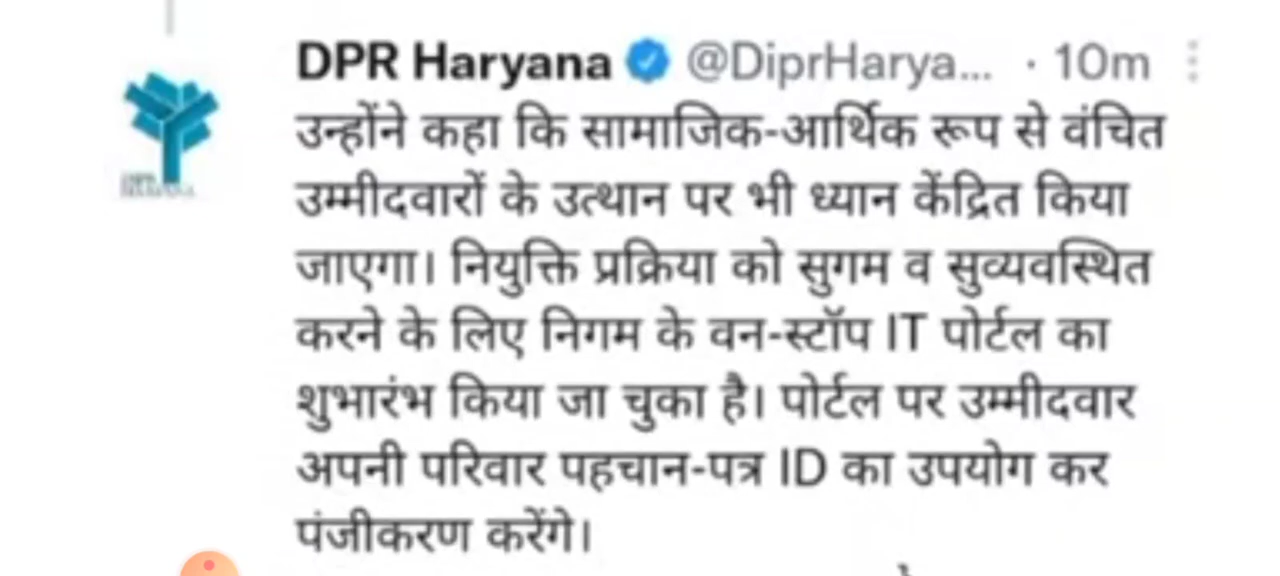 DPR Haryana @DiprHarya... · 10m
उन्होंने कहा कि सामाजिक-आर्थिक रूप से वंचित
उम्मीदवारों के उत्थान पर भी ध्यान केंद्रित किया
जाएगा। नियुक्ति प्रक्रिया को सुगम व सुव्यवस्थित
करने के लिए निगम के वन-स्टॉप IT पोर्टल का
शुभारंभ किया जा चुका है। पोर्टल पर उम्मीदवार
अपनी परिवार पहचान-पत्र ID का उपयोग कर
पंजीकरण करेंगे।